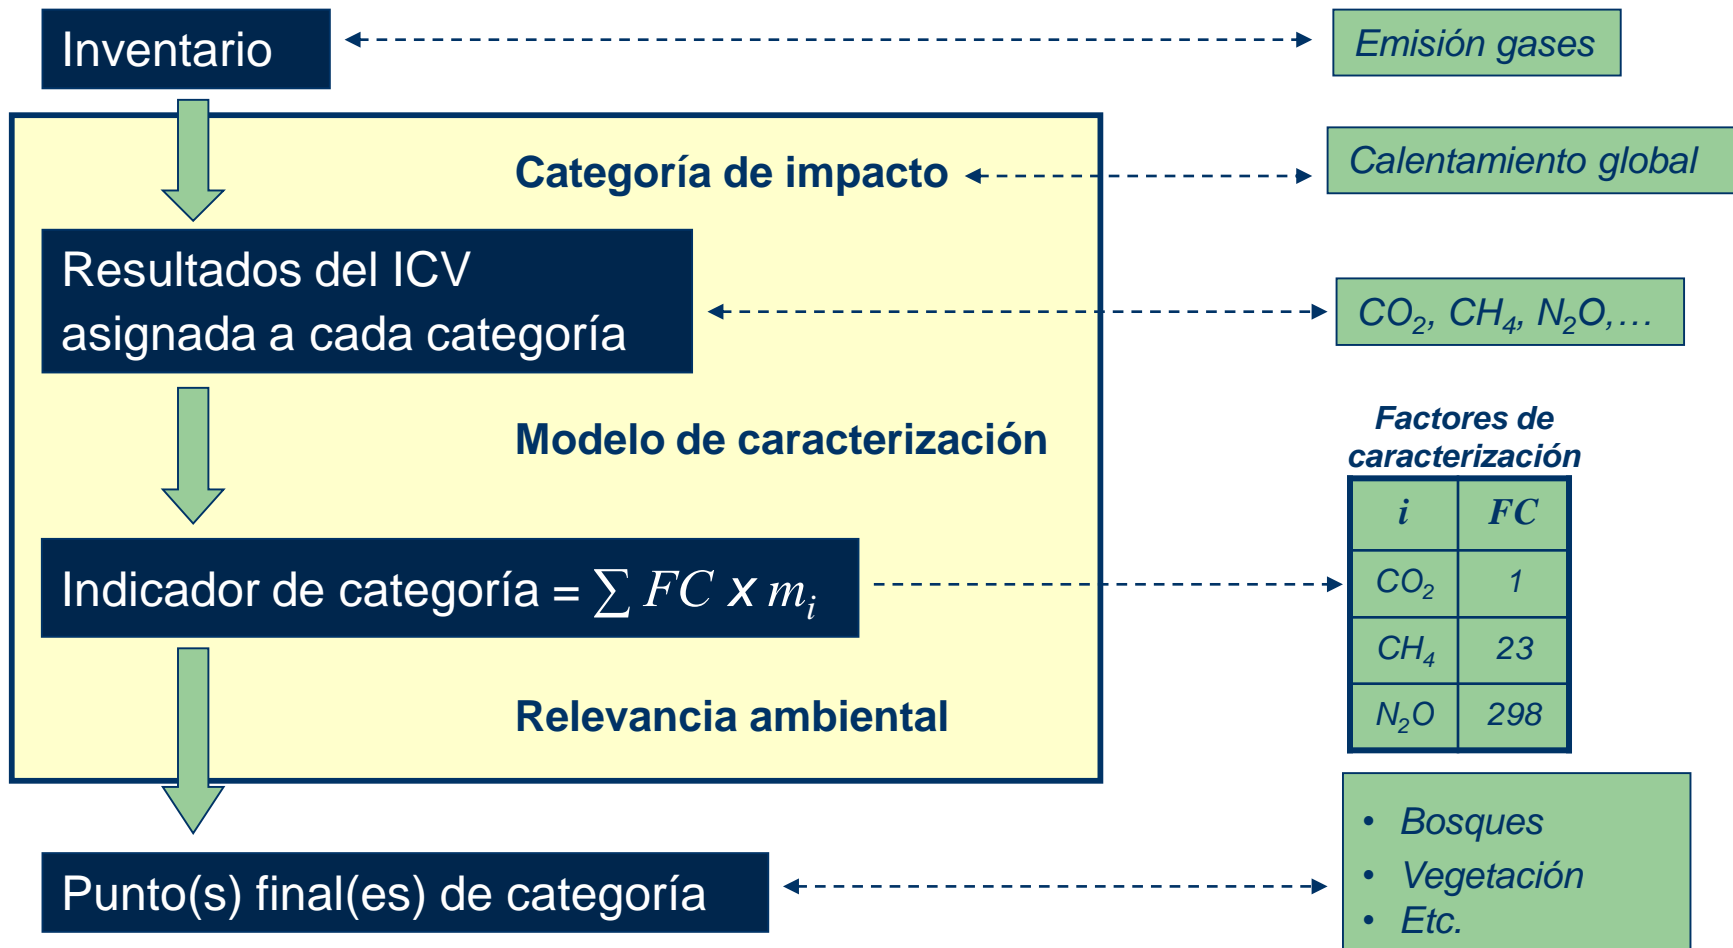 Inventario
Emisión gases
Categoría de impacto
Calentamiento global
Resultados del ICV
asignada a cada categoría
CO₂, CH₄, N₂O,…
Modelo de caracterización
Factores de
caracterización
i FC
CO₂ 1
CH₄ 23
N₂O 298
Indicador de categoría = ∑ FC x mᵢ
Relevancia ambiental
Punto(s) final(es) de categoría
• Bosques
• Vegetación
• Etc.